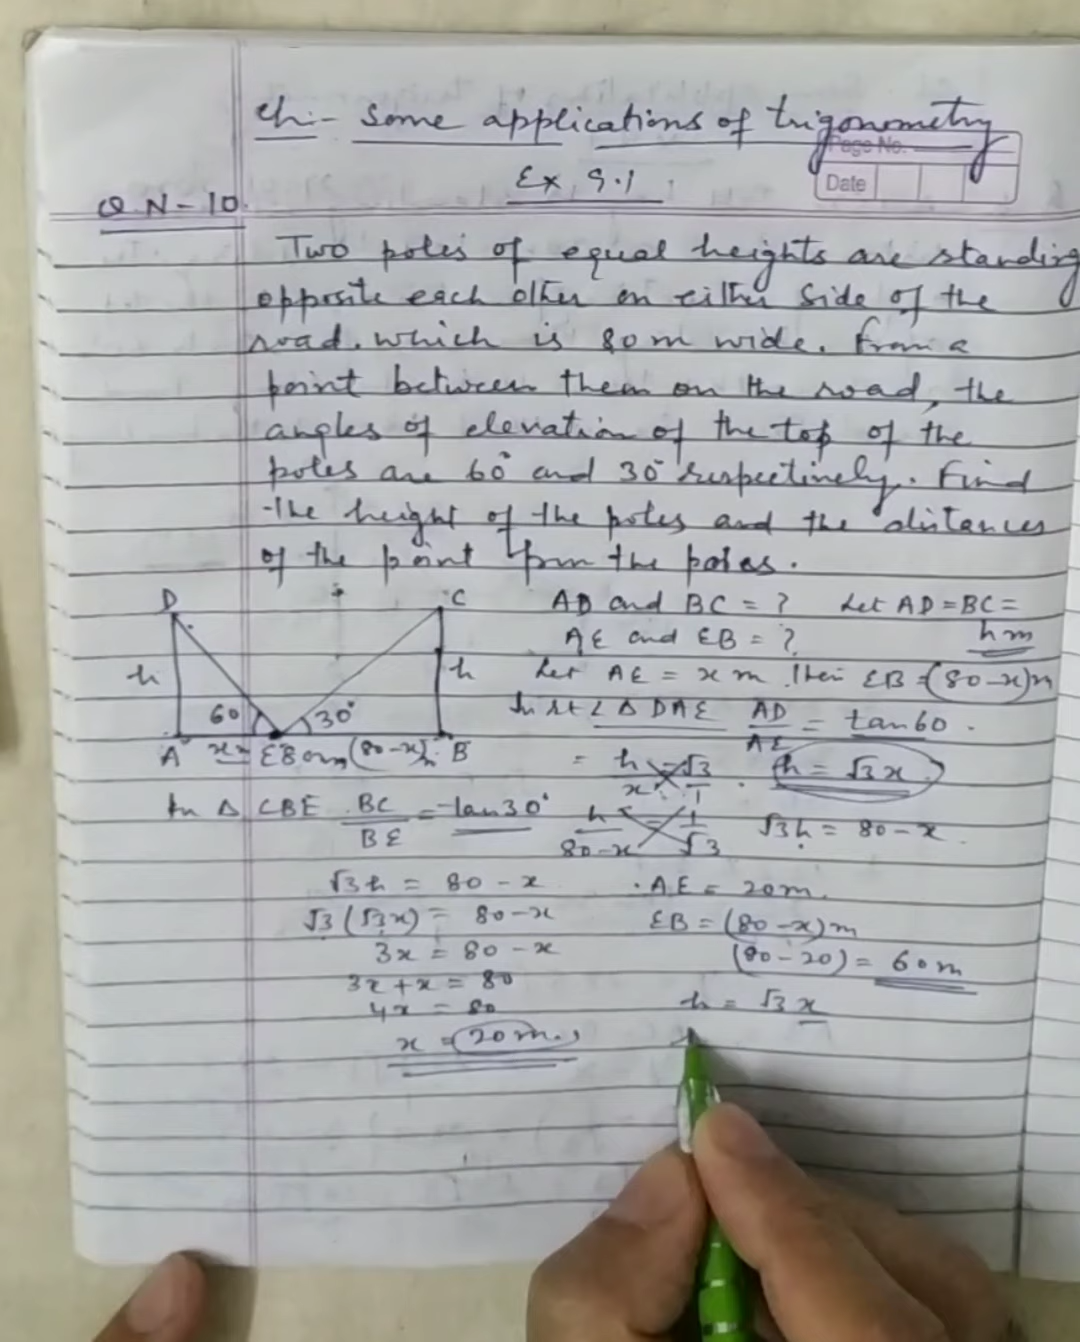 Ch:- Some applications of trigonometry
Page No.
Date
Ex 9.1
Q.N-10.
Two poles of equal heights are standing
opposite each other on either side of the
road, which is 80m wide. From a
point between them on the road, the
angles of elevation of the top of the
poles are 60° and 30° respectively. Find
the height of the poles and the distances
of the point from the poles.
D C
h h
60 30°
A x E 80m (80-x) B
AD and BC = ? Let AD=BC=
AE and EB = ? h m
Let AE = x m. Then EB=(80-x)m
In rt ∠ Δ DAE AD/AE = tan60
= h/x = √3/1 . h = √3x
In Δ CBE BC/BE = tan30° h/80-x = 1/√3 √3h = 80-x.
√3h = 80-x
√3(√3x) = 80-x
3x = 80-x
3x+x = 80
4x = 80
x = 20m.
AE = 20m.
EB = (80-x)m
(80-20) = 60m
h = √3x